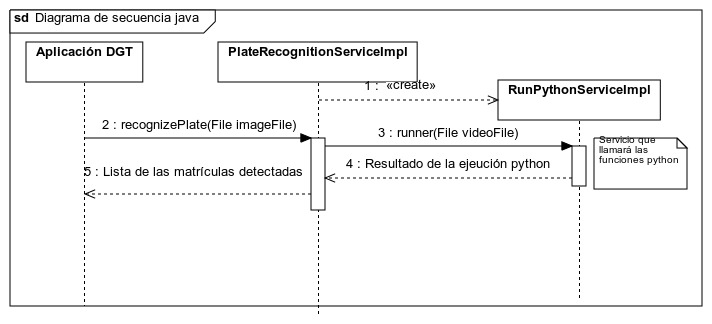 sd Diagrama de secuencia java
Aplicación DGT
PlateRecognitionServiceImpl
1 : «create»
RunPythonServiceImpl
2 : recognizePlate(File imageFile)
3 : runner(File videoFile)
Servicio que
llamará las
funciones python
4 : Resultado de la ejeución python
5 : Lista de las matrículas detectadas